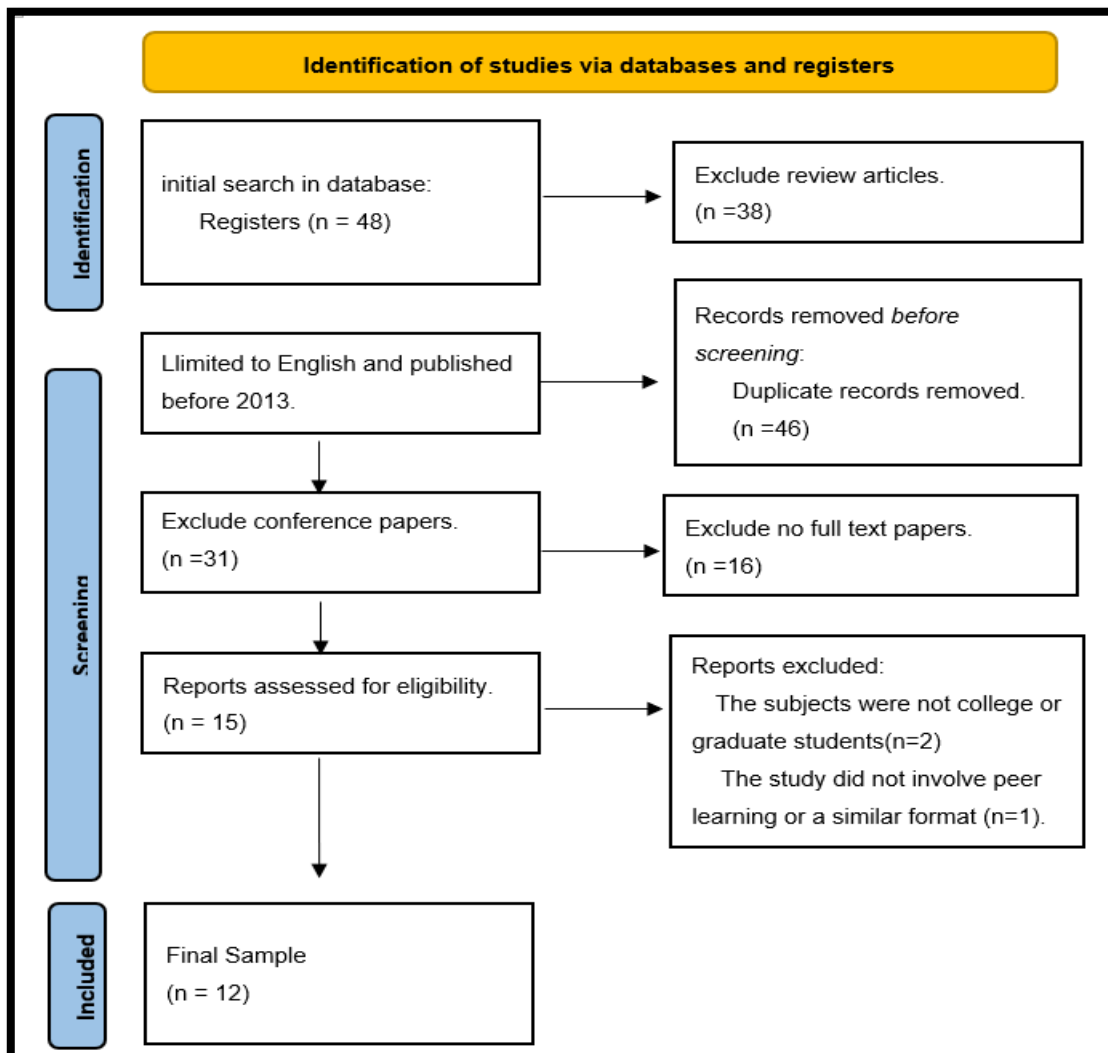 Identification of studies via databases and registers
Identification
initial search in database:
Registers (n = 48)
Exclude review articles.
(n =38)
Screening
Llimited to English and published
before 2013.
Records removed before
screening:
Duplicate records removed.
(n =46)
Exclude conference papers.
(n =31)
Exclude no full text papers.
(n =16)
Reports assessed for eligibility.
(n = 15)
Reports excluded:
The subjects were not college or
graduate students(n=2)
The study did not involve peer
learning or a similar format (n=1).
Included
Final Sample
(n = 12)